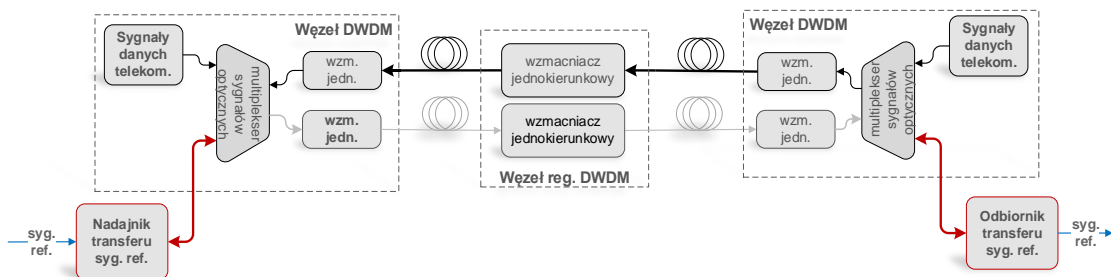 Węzeł DWDM
Sygnały
danych
telekom.
multiplekser
sygnałów
optycznych
wzm.
jedn.
wzm.
jedn.
wzmacniacz
jednokierunkowy
wzmacniacz
jednokierunkowy
Węzeł reg. DWDM
Węzeł DWDM
wzm.
jedn.
wzm.
jedn.
multiplekser
sygnałów
optycznych
Sygnały
danych
telekom.
syg.
ref.
Nadajnik
transferu
syg. ref.
Odbiornik
transferu
syg. ref.
syg.
ref.